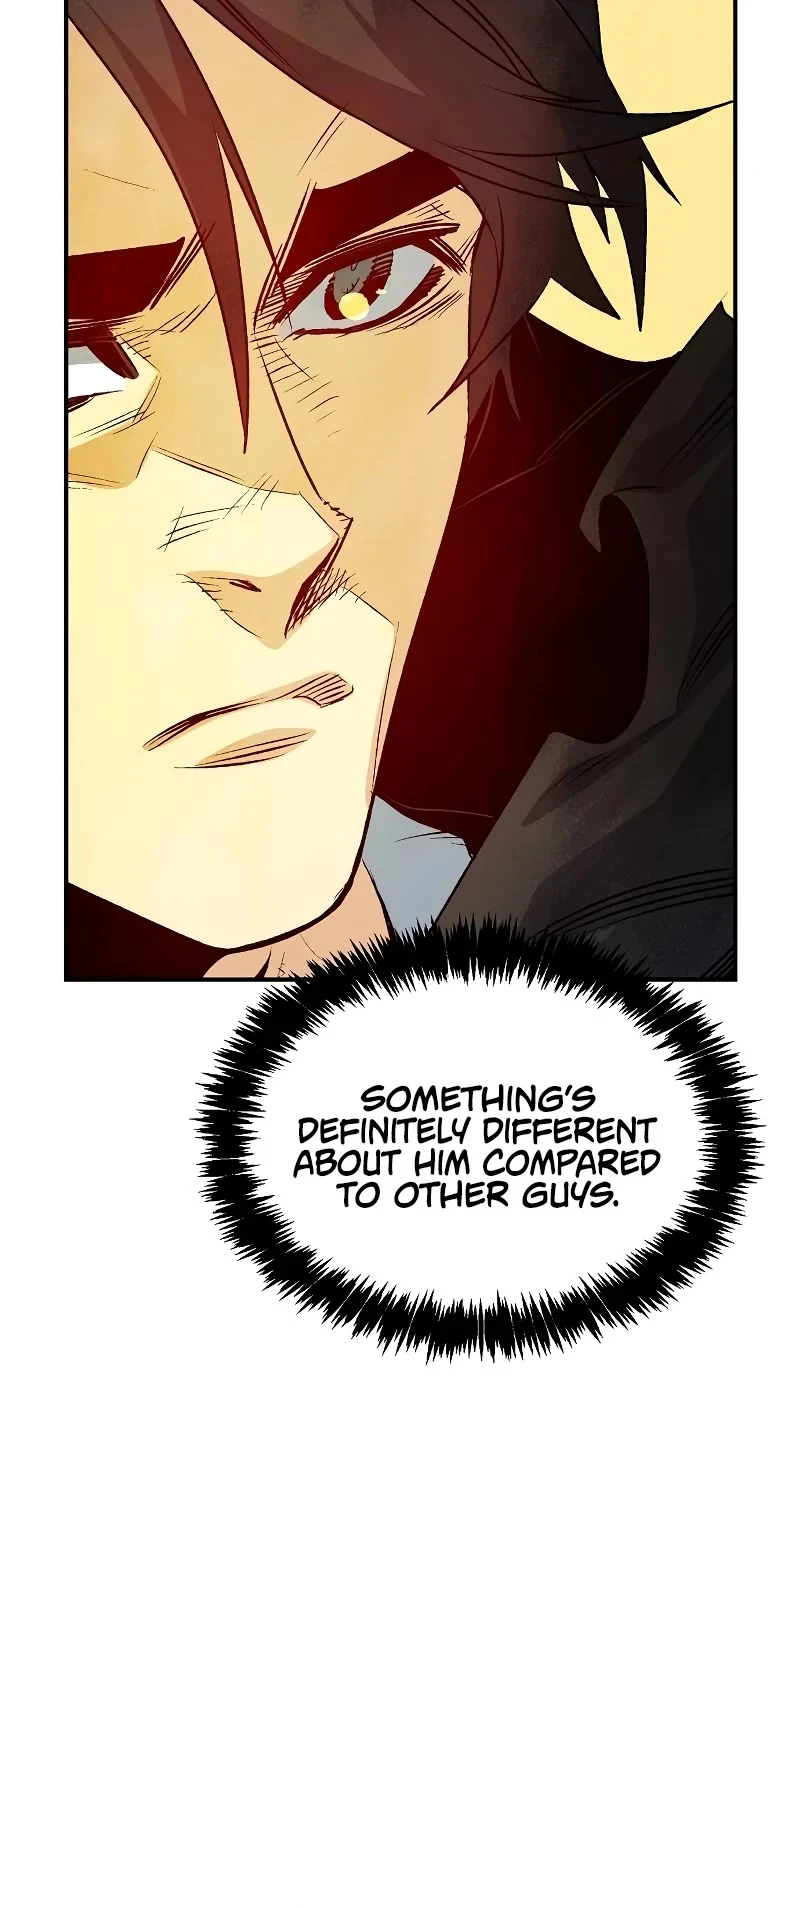 SOMETHING'S
DEFINITELY DIFFERENT
ABOUT HIM COMPARED
TO OTHER GUYS.